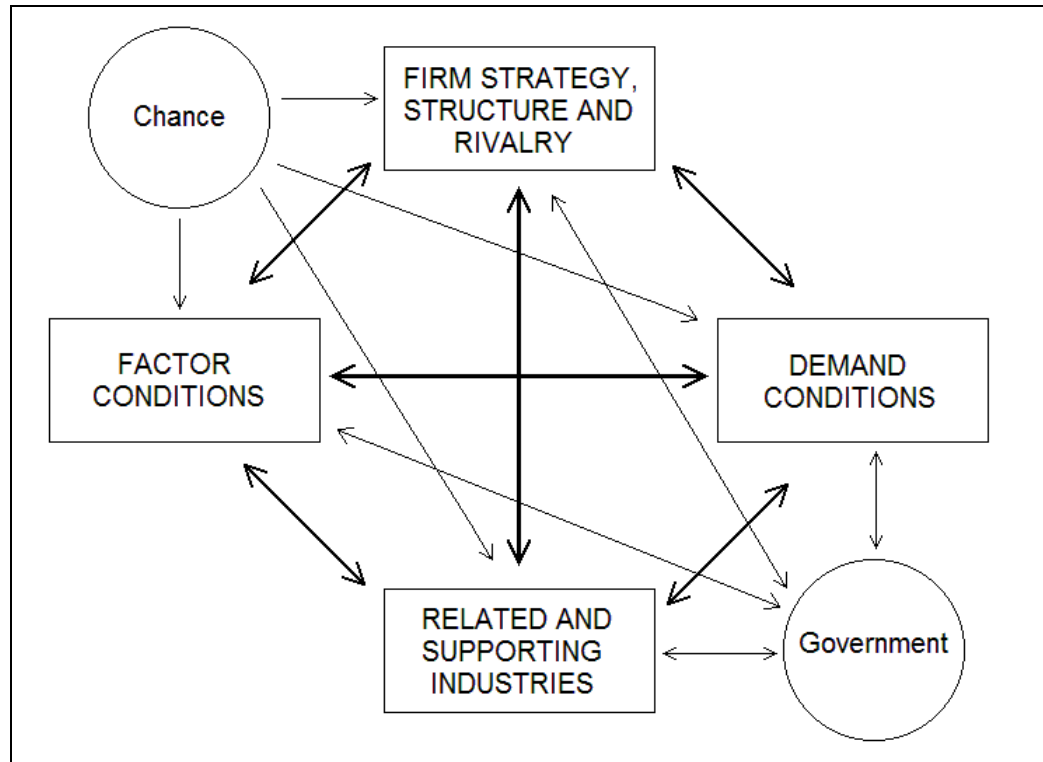 Chance
FIRM STRATEGY,
STRUCTURE AND
RIVALRY
FACTOR
CONDITIONS
DEMAND
CONDITIONS
RELATED AND
SUPPORTING
INDUSTRIES
Government